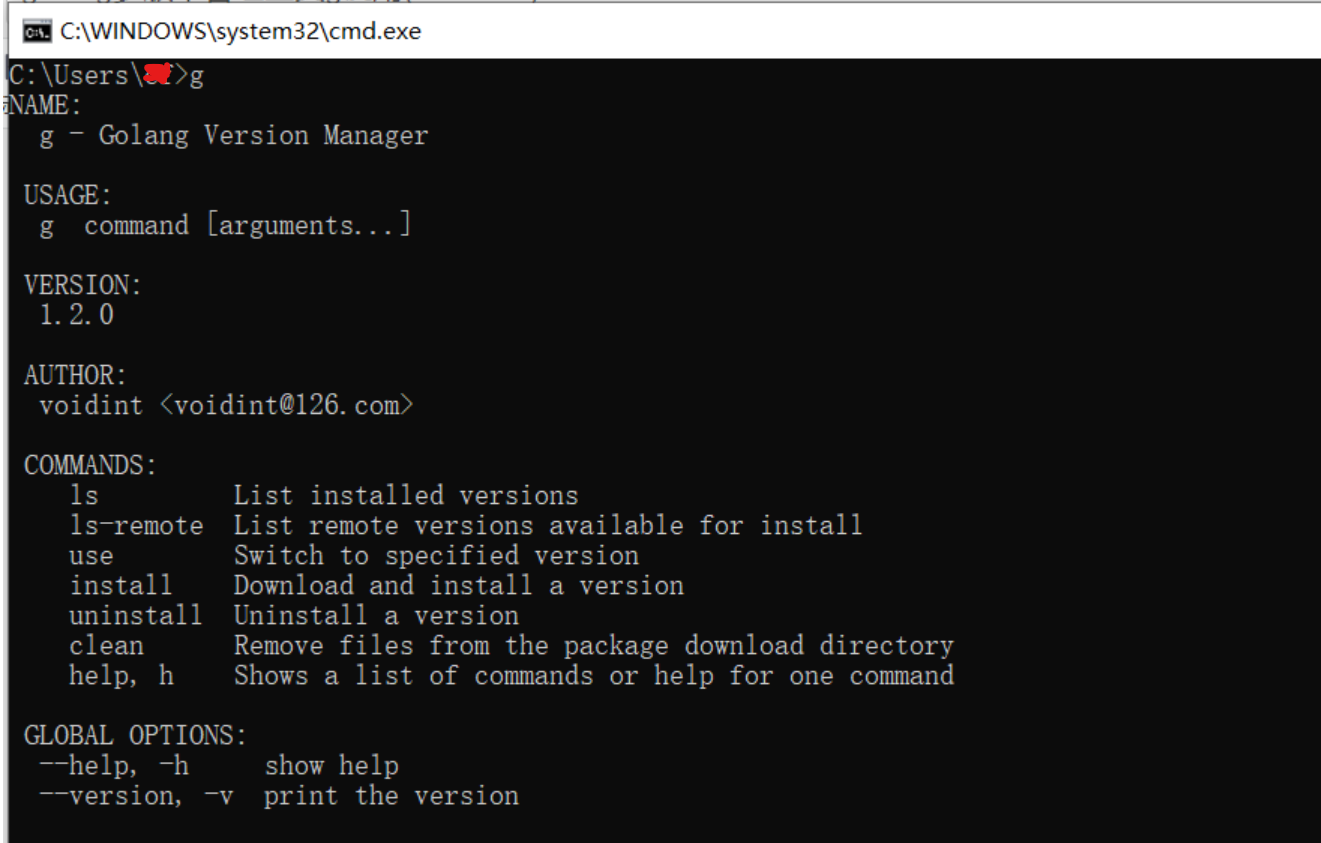 C:\WINDOWS\system32\cmd.exe
C:\Users\>g
NAME:
g - Golang Version Manager
USAGE:
g command [arguments...]
VERSION:
1.2.0
AUTHOR:
voidint <voidint@126.com>
COMMANDS:
ls List installed versions
ls-remote List remote versions available for install
use Switch to specified version
install Download and install a version
uninstall Uninstall a version
clean Remove files from the package download directory
help, h Shows a list of commands or help for one command
GLOBAL OPTIONS:
--help, -h show help
--version, -v print the version